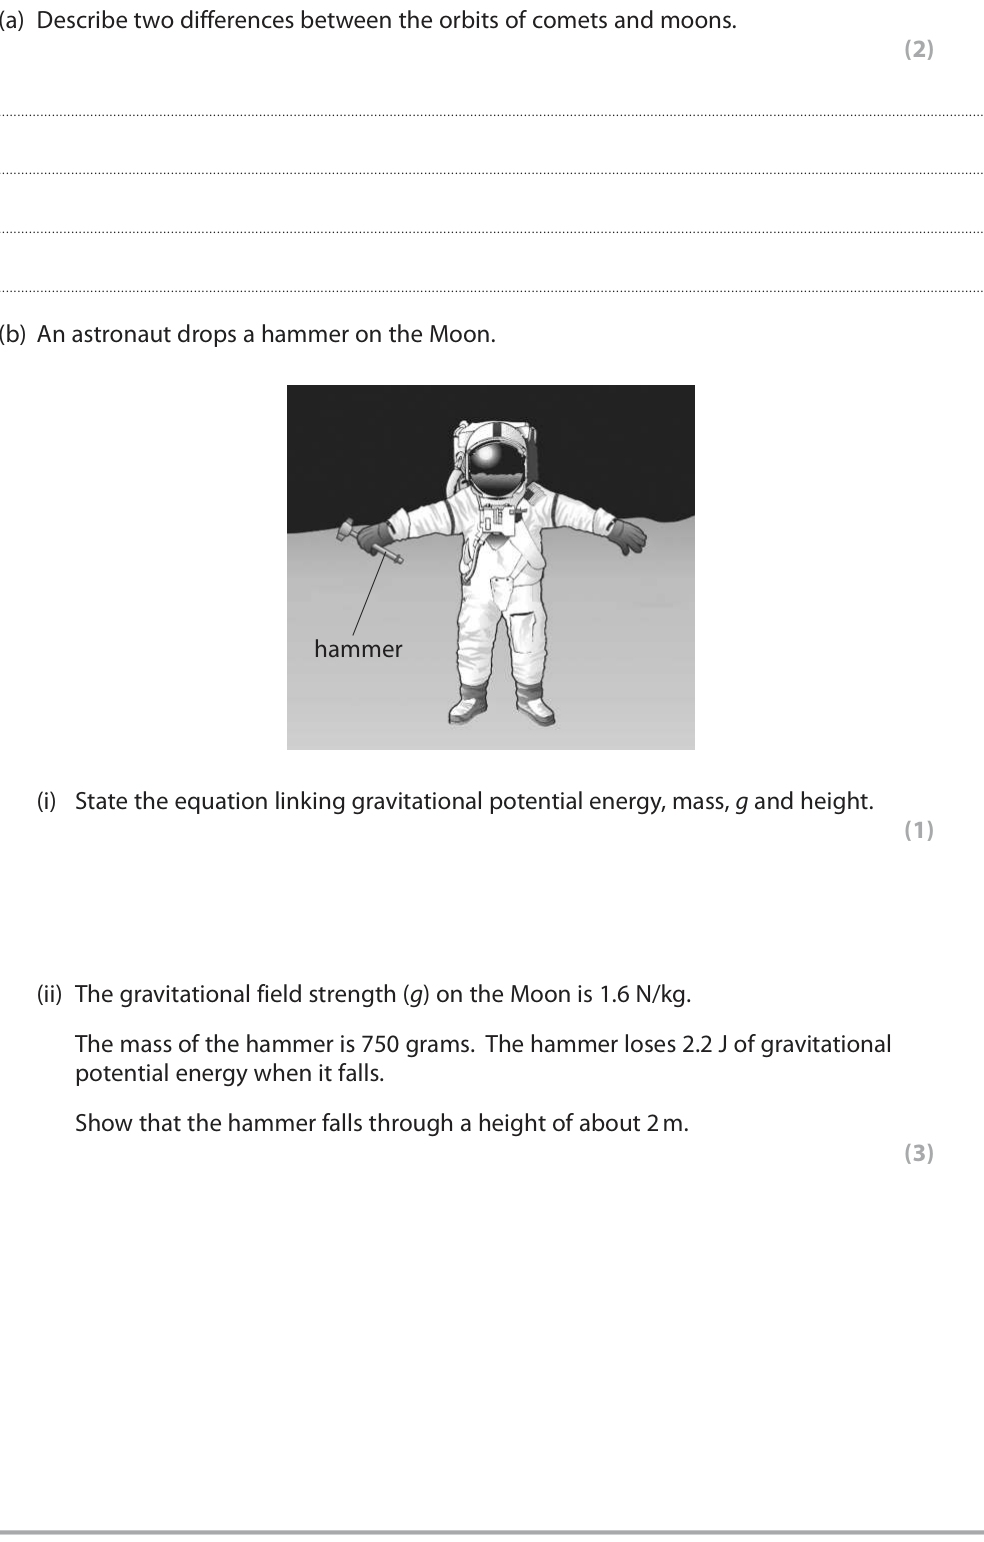 (a) Describe two differences between the orbits of comets and moons.
(2)
(b) An astronaut drops a hammer on the Moon.
hammer
(i) State the equation linking gravitational potential energy, mass, g and height.
(1)
(ii) The gravitational field strength (g) on the Moon is 1.6 N/kg.
The mass of the hammer is 750 grams. The hammer loses 2.2 J of gravitational
potential energy when it falls.
Show that the hammer falls through a height of about 2 m.
(3)